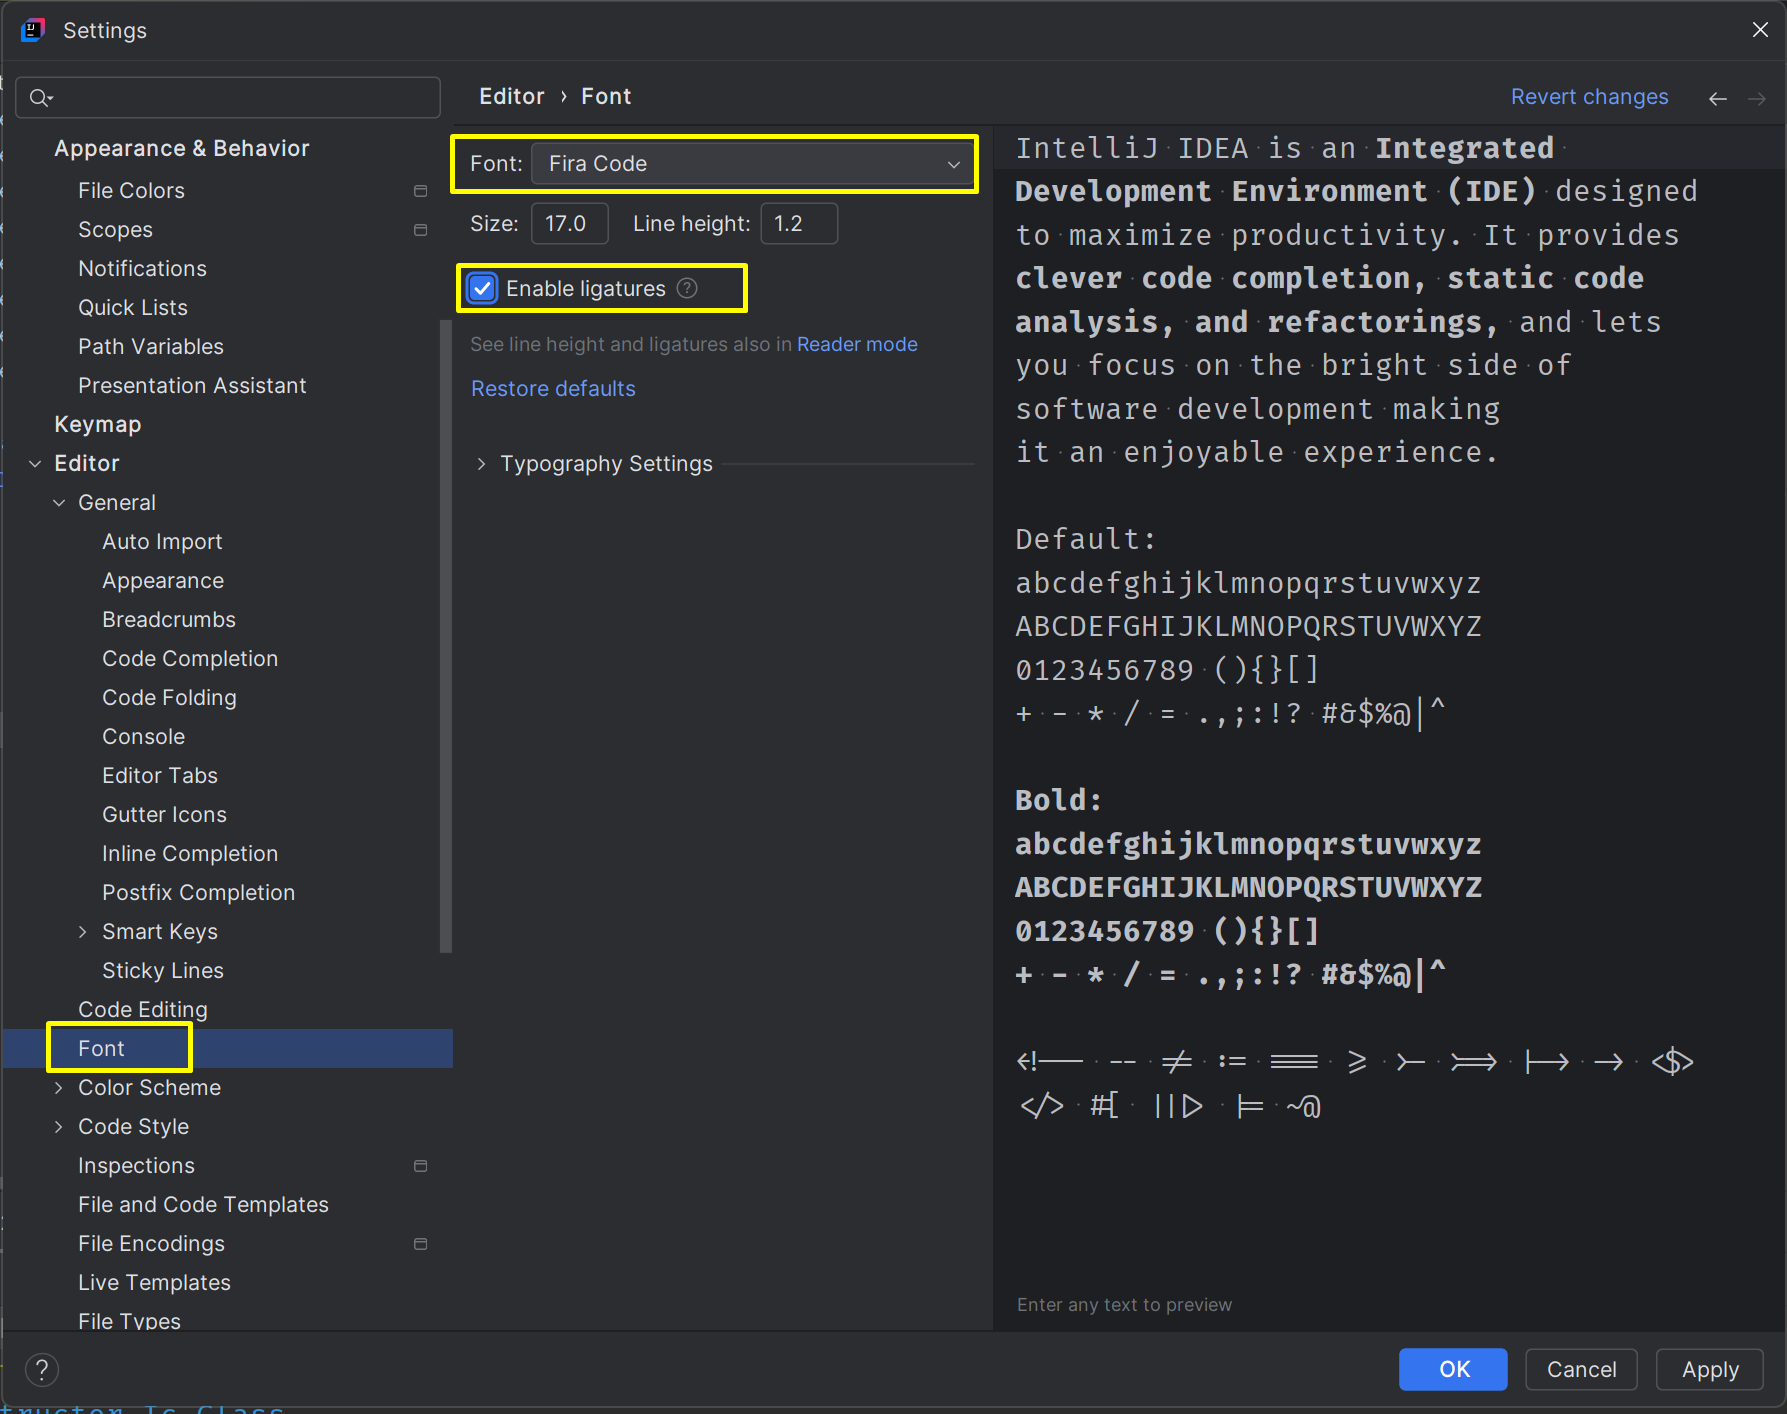 Settings
Editor › Font
Revert changes
Appearance & Behavior
File Colors
Scopes
Notifications
Quick Lists
Path Variables
Presentation Assistant
Keymap
Editor
General
Auto Import
Appearance
Breadcrumbs
Code Completion
Code Folding
Console
Editor Tabs
Gutter Icons
Inline Completion
Postfix Completion
Smart Keys
Sticky Lines
Code Editing
Font
Color Scheme
Code Style
Inspections
File and Code Templates
File Encodings
Live Templates
File Types
Font: Fira Code
Size: 17.0 Line height: 1.2
Enable ligatures ?
See line height and ligatures also in Reader mode
Restore defaults
Typography Settings
IntelliJ IDEA is an Integrated
Development Environment (IDE) designed
to maximize productivity. It provides
clever code completion, static code
analysis, and refactorings, and lets
you focus on the bright side of
software development making
it an enjoyable experience.
Default:
abcdefghijklmnopqrstuvwxyz
ABCDEFGHIJKLMNOPQRSTUVWXYZ
0123456789 (){}[]
+ - * / = .,;:!? #&$%@|^
Bold:
abcdefghijklmnopqrstuvwxyz
ABCDEFGHIJKLMNOPQRSTUVWXYZ
0123456789 (){}[]
+ - * / = .,;:!? #&$%@|^
<!-- -- != := === >= >- >=> |-> -> <$>
</> #[ ||> |= ~@
Enter any text to preview
?
OK
Cancel
Apply